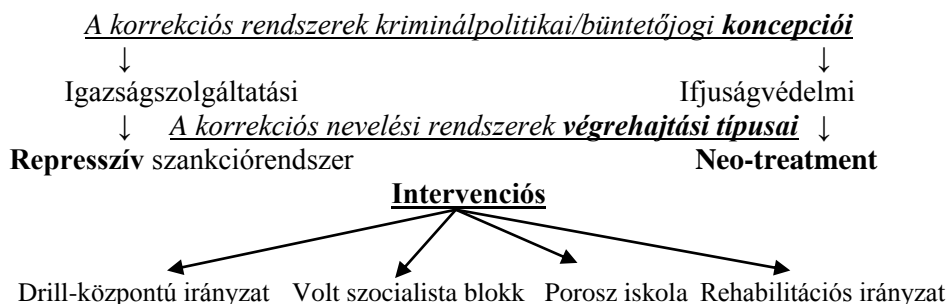 A korrekciós rendszerek kriminálpolitikai/büntetőjogi koncepciói
↓ ↓
Igazságszolgáltatási Ifjuságvédelmi
↓ A korrekciós nevelési rendszerek végrehajtási típusai ↓
Represszív szankciórendszer Neo-treatment
Intervenciós
Drill-központú irányzat Volt szocialista blokk Porosz iskola Rehabilitációs irányzat